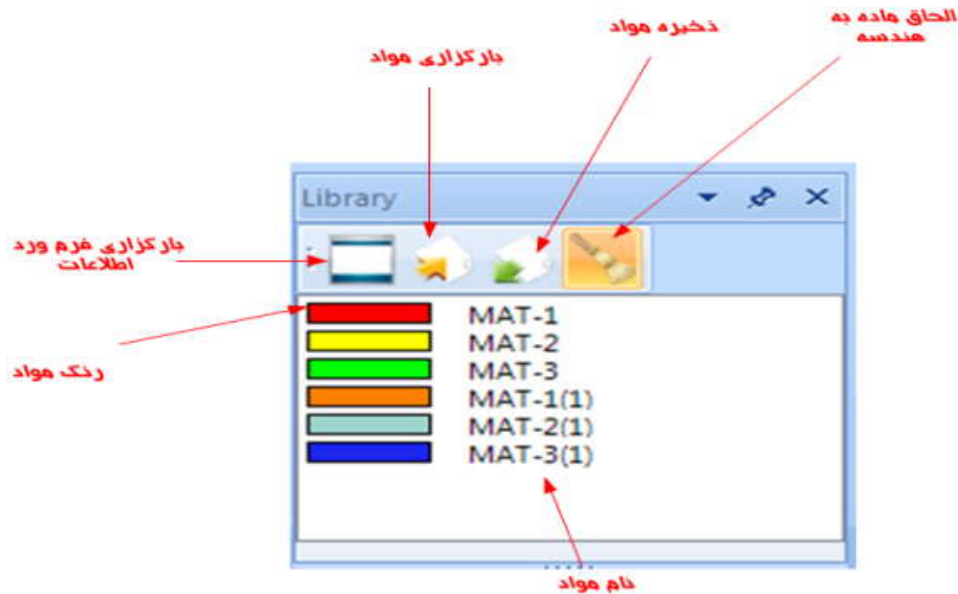 الحاق ماده به
هندسه
ذخیره مواد
بارگزاری مواد
Library
بارگزاری فرم ورد
اطلاعات
MAT-1
MAT-2
MAT-3
رنگ مواد
MAT-1(1)
MAT-2(1)
MAT-3(1)
نام مواد